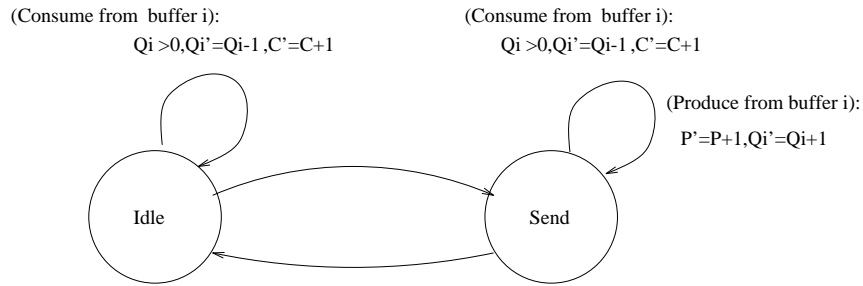 (Consume from buffer i):
Qi >0,Qi’=Qi-1 ,C’=C+1
(Consume from buffer i):
Qi >0,Qi’=Qi-1 ,C’=C+1
(Produce from buffer i):
P’=P+1,Qi’=Qi+1
Idle
Send